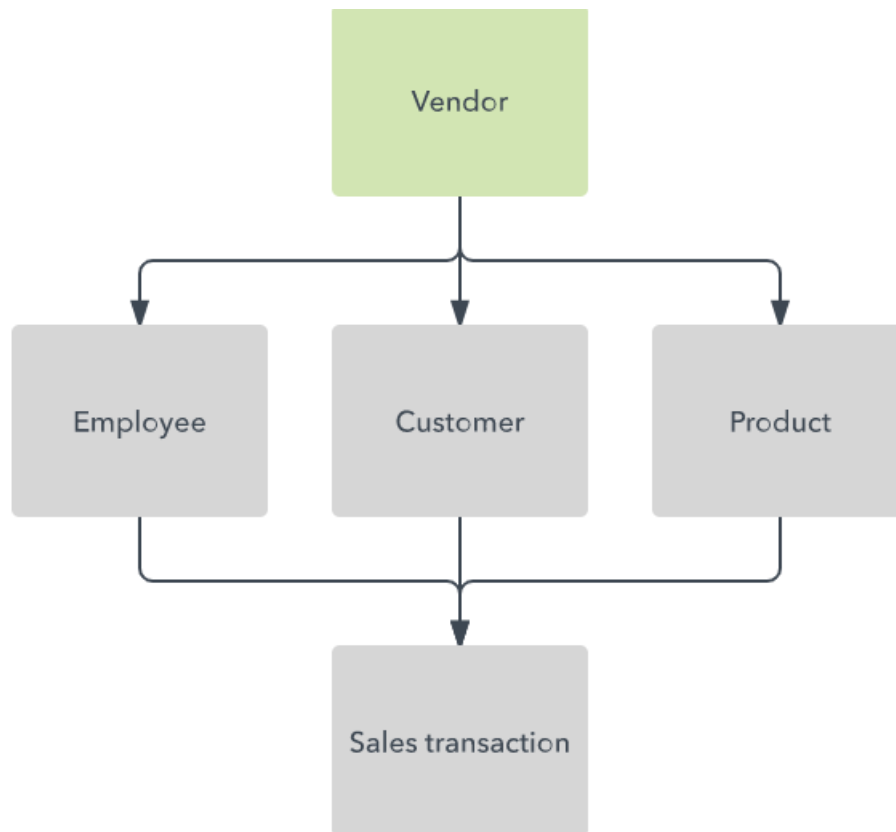 Vendor
Employee
Customer
Product
Sales transaction